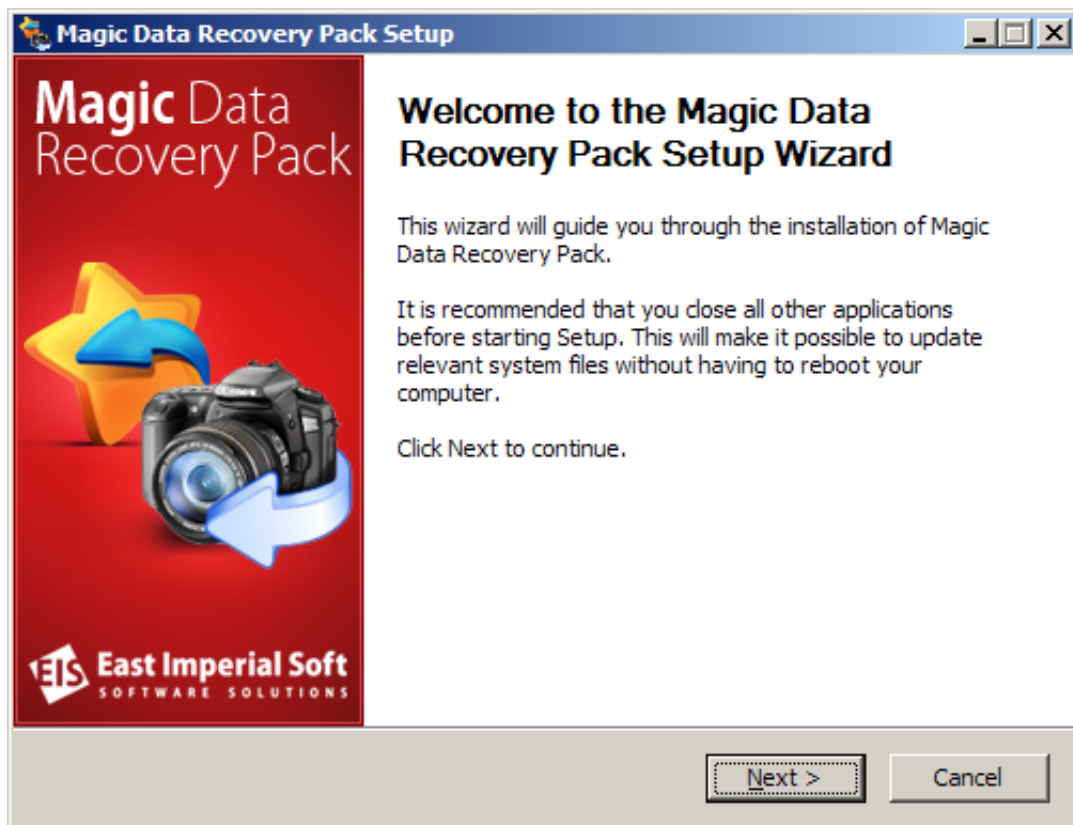 Magic Data Recovery Pack Setup
Magic Data
Recovery Pack
Welcome to the Magic Data
Recovery Pack Setup Wizard
This wizard will guide you through the installation of Magic
Data Recovery Pack.
It is recommended that you close all other applications
before starting Setup. This will make it possible to update
relevant system files without having to reboot your
computer.
Click Next to continue.
EIS East Imperial Soft
SOFTWARE SOLUTIONS
Next >
Cancel